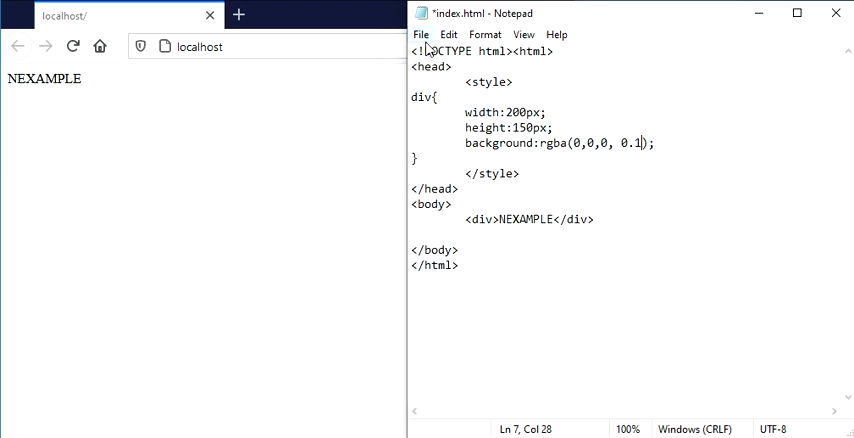 localhost/
localhost
NEXAMPLE
*index.html - Notepad
File Edit Format View Help
<!DOCTYPE html><html>
<head>
<style>
div{
width:200px;
height:150px;
background:rgba(0,0,0, 0.1);
}
</style>
</head>
<body>
<div>NEXAMPLE</div>
</body>
</html>
Ln 7, Col 28 100% Windows (CRLF) UTF-8